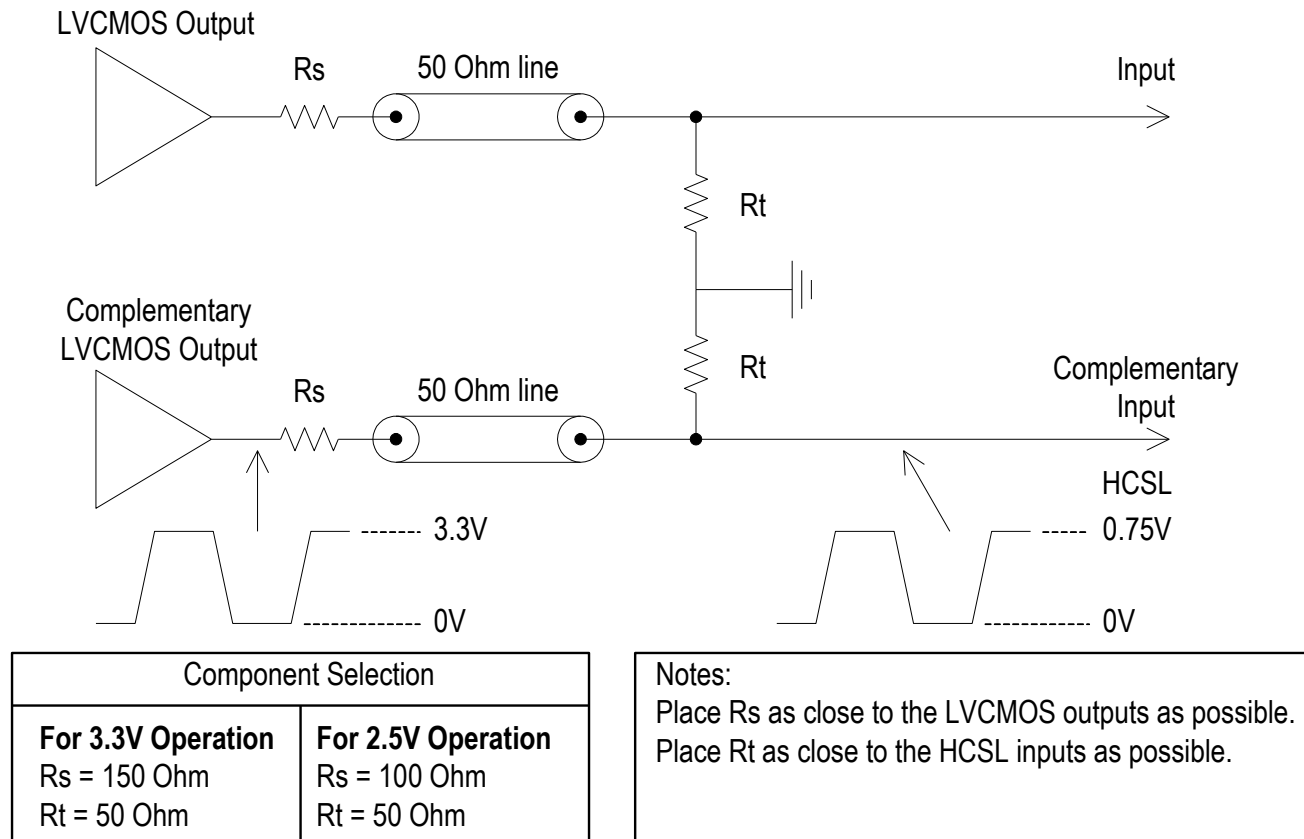 LVCMOS Output
Rs
50 Ohm line
Input
Rt
Complementary
LVCMOS Output
Rs
50 Ohm line
Rt
Complementary
Input
HCSL
3.3V
0V
0.75V
0V
Component Selection
For 3.3V Operation
Rs = 150 Ohm
Rt = 50 Ohm
For 2.5V Operation
Rs = 100 Ohm
Rt = 50 Ohm
Notes:
Place Rs as close to the LVCMOS outputs as possible.
Place Rt as close to the HCSL inputs as possible.